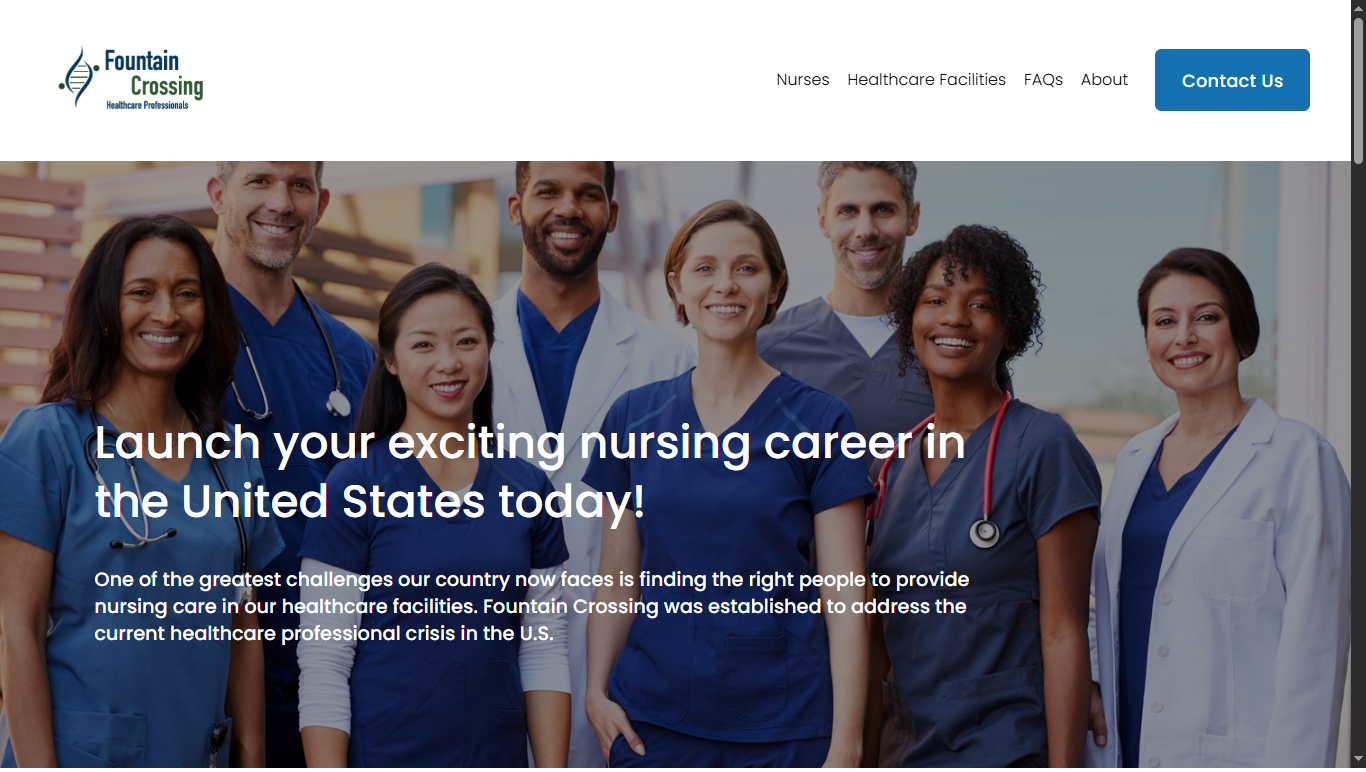 Fountain
Crossing
Healthcare Professionals
Nurses Healthcare Facilities FAQs About Contact Us
Launch your exciting nursing career in
the United States today!
One of the greatest challenges our country now faces is finding the right people to provide
nursing care in our healthcare facilities. Fountain Crossing was established to address the
current healthcare professional crisis in the U.S.